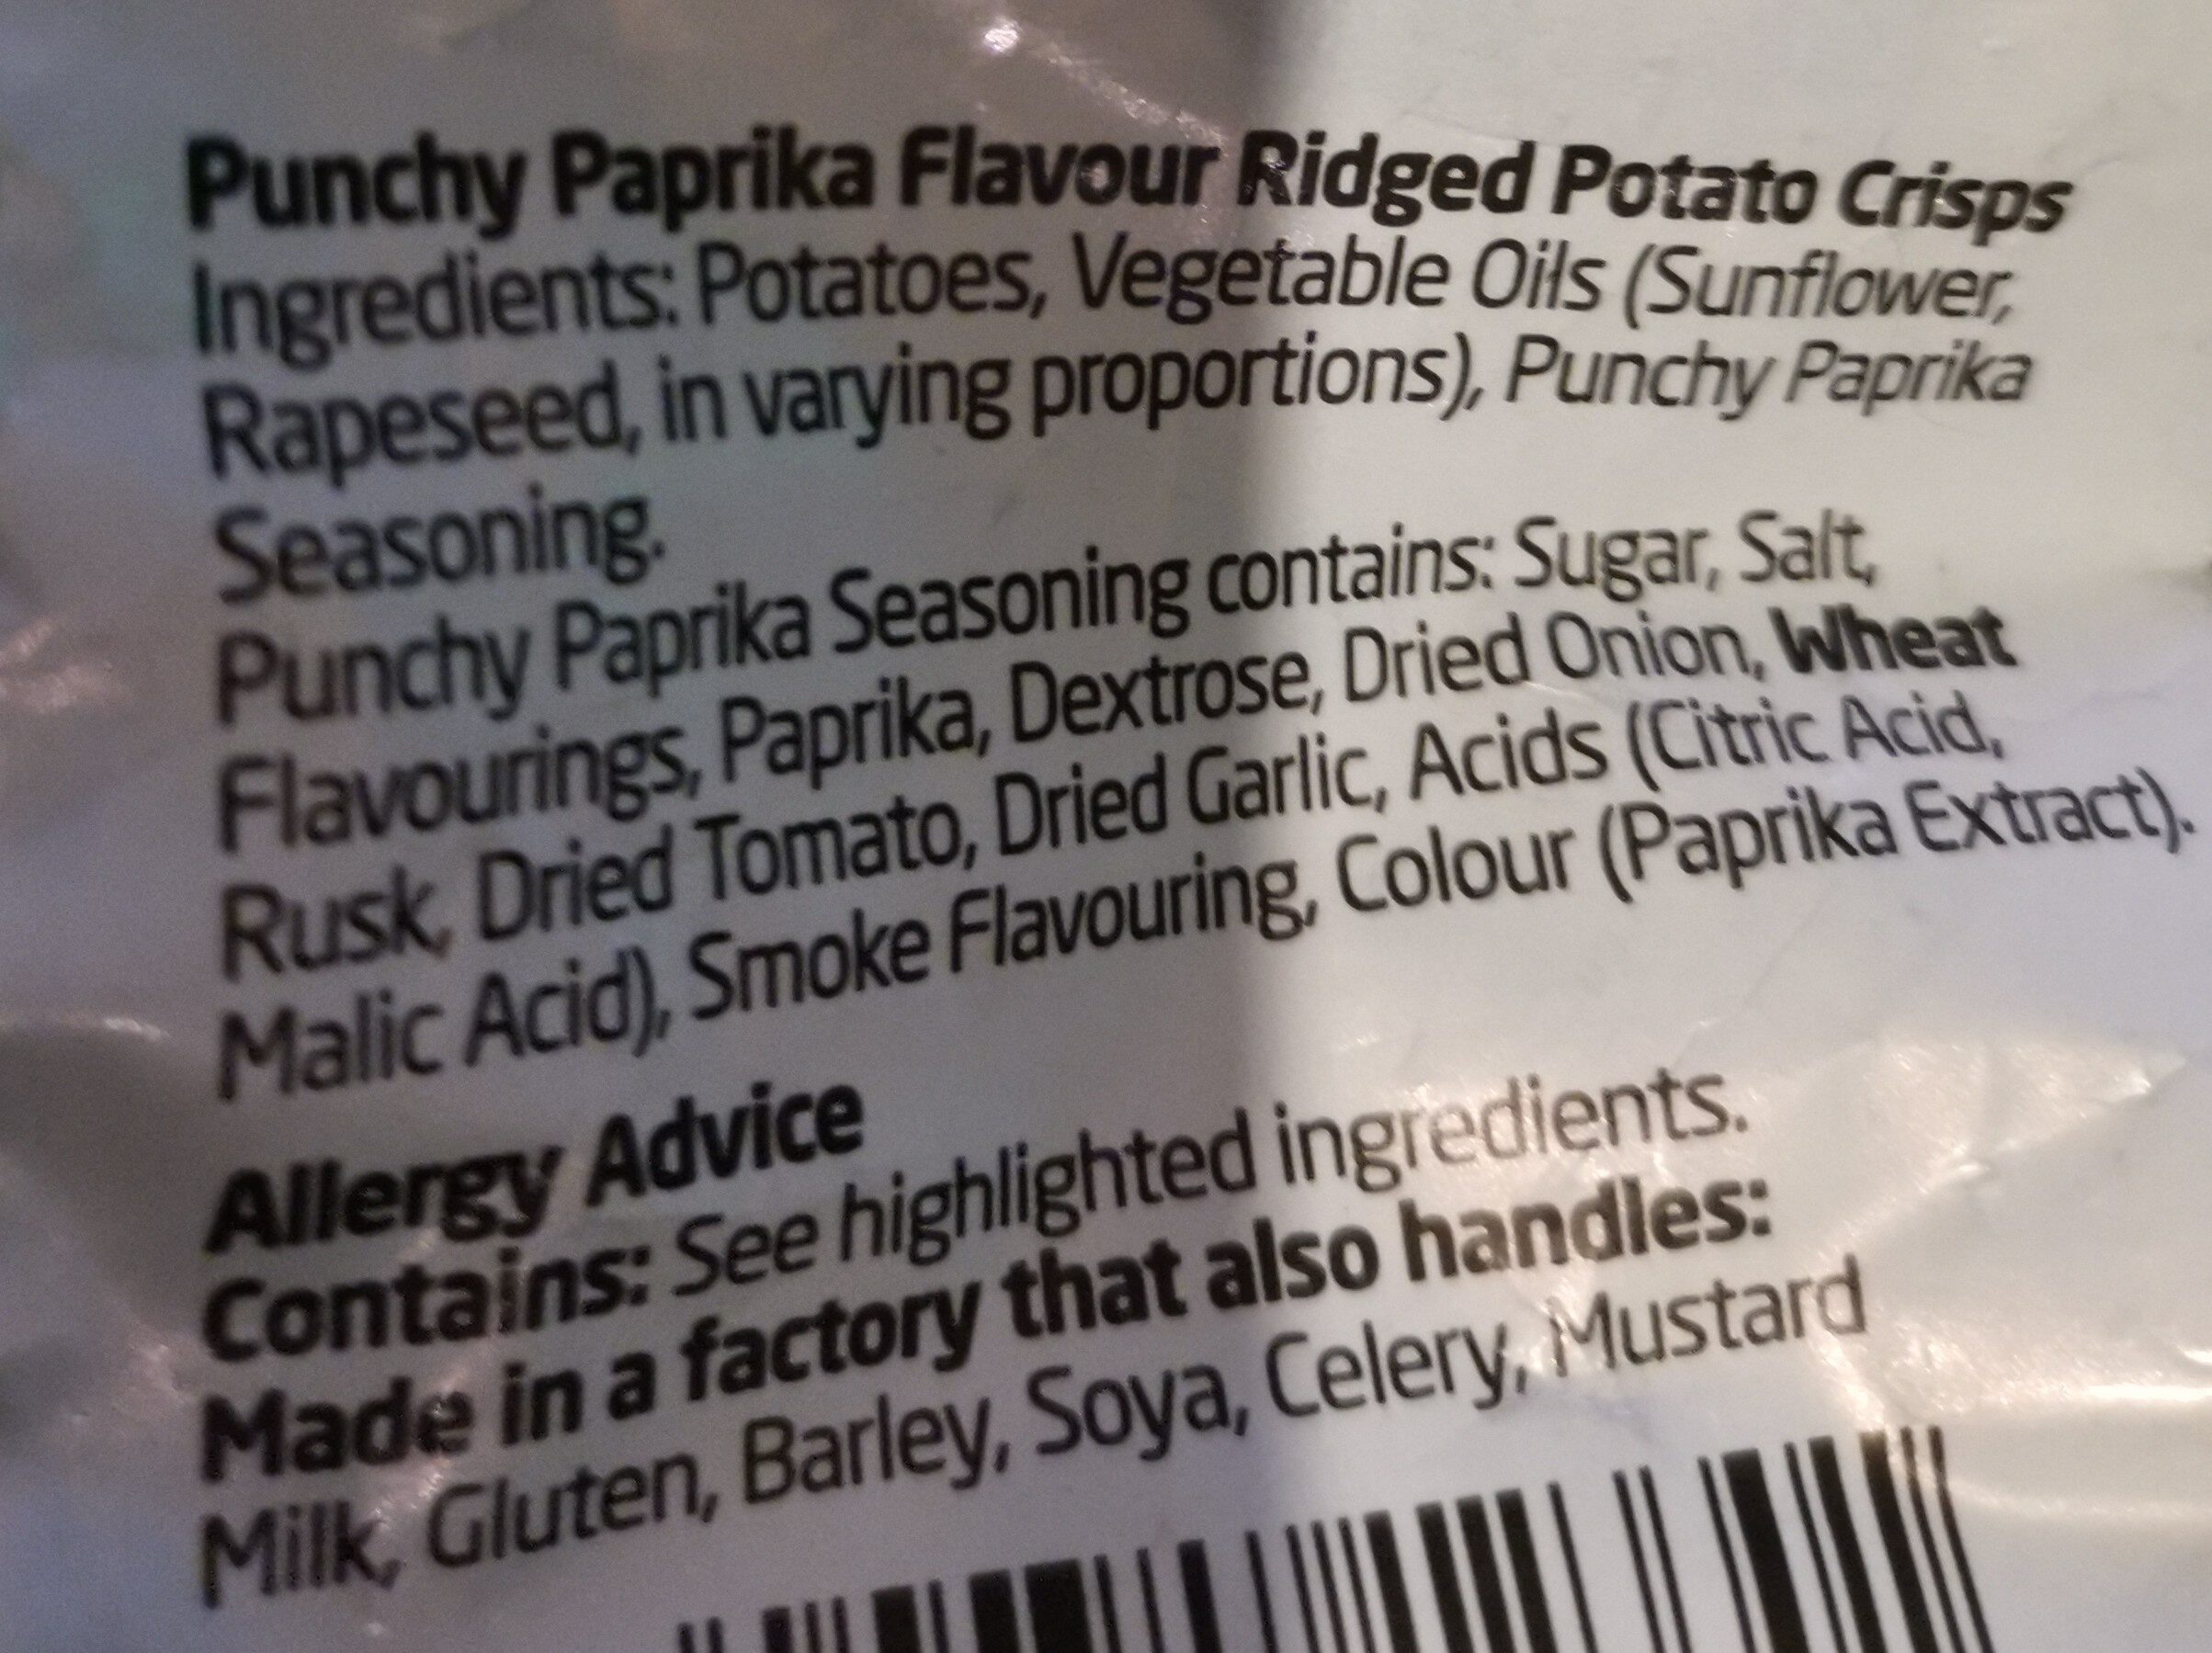 Punchy Paprika Flavour Ridged Potato Crisps
Ingredients: Potatoes, Vegetable Oils (Sunflower,
Rapeseed, in varying proportions), Punchy Paprika
Seasoning.
Punchy Paprika Seasoning contains: Sugar, Salt,
Flavourings, Paprika, Dextrose, Dried Onion, Wheat
Rusk, Dried Tomato, Dried Garlic, Acids (Citric Acid,
Malic Acid), Smoke Flavouring, Colour (Paprika Extract).
Allergy Advice
Contains: See highlighted ingredients.
Made in a factory that also handles:
Milk, Gluten, Barley, Soya, Celery, Mustard